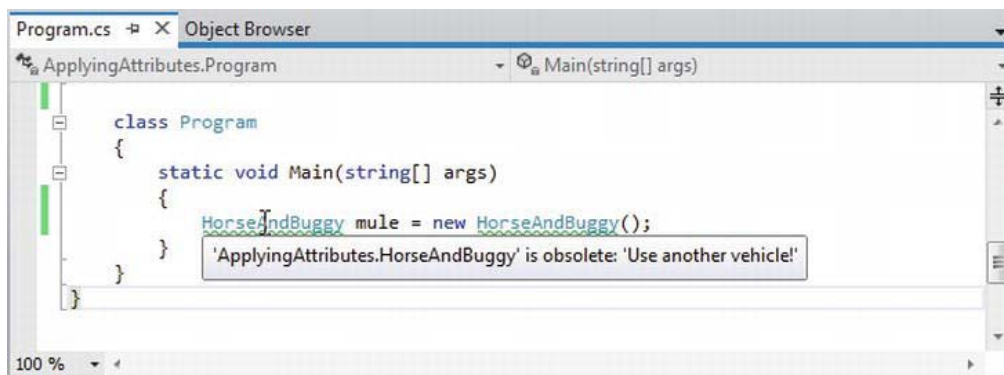 Program.cs Object Browser
ApplyingAttributes.Program Main(string[] args)
class Program
{
static void Main(string[] args)
{
HorseAndBuggy mule = new HorseAndBuggy();
}
'ApplyingAttributes.HorseAndBuggy' is obsolete: 'Use another vehicle!'
}
}
100 %